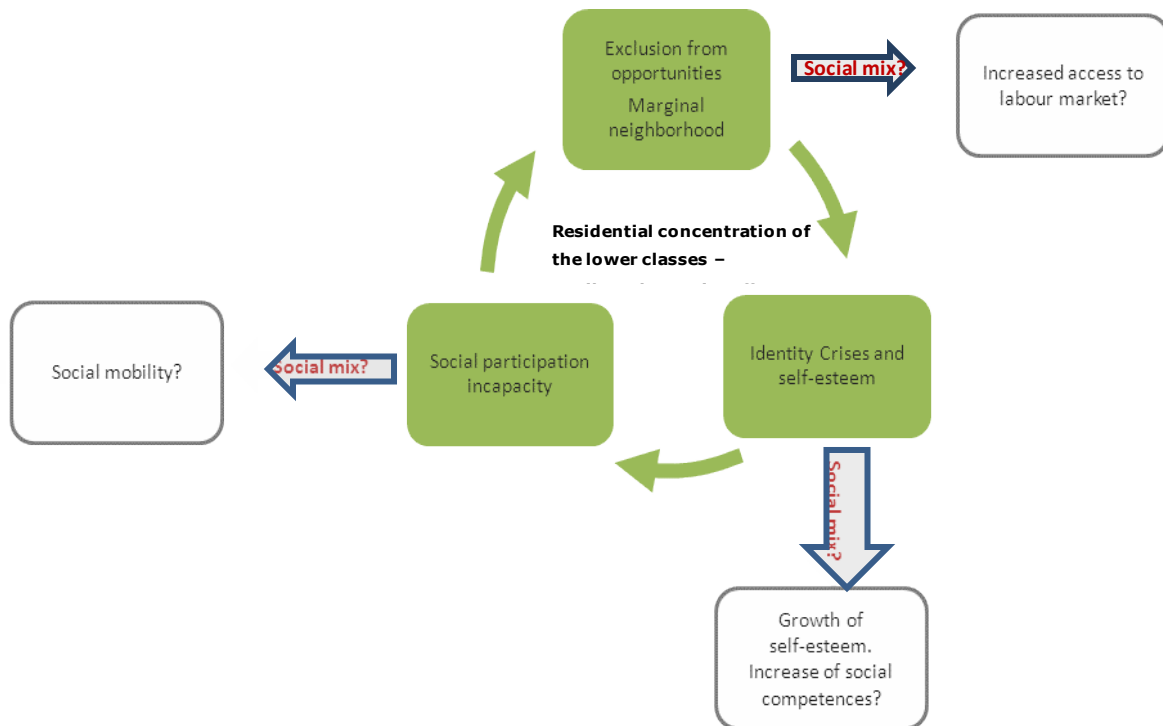 Exclusion from
opportunities
Marginal
neighborhood
Social mix?
Increased access to
labour market?
Residential concentration of
the lower classes –
Social mobility?
Social mix?
Social participation
incapacity
Identity Crises and
self-esteem
Social mix?
Growth of
self-esteem.
Increase of social
competences?